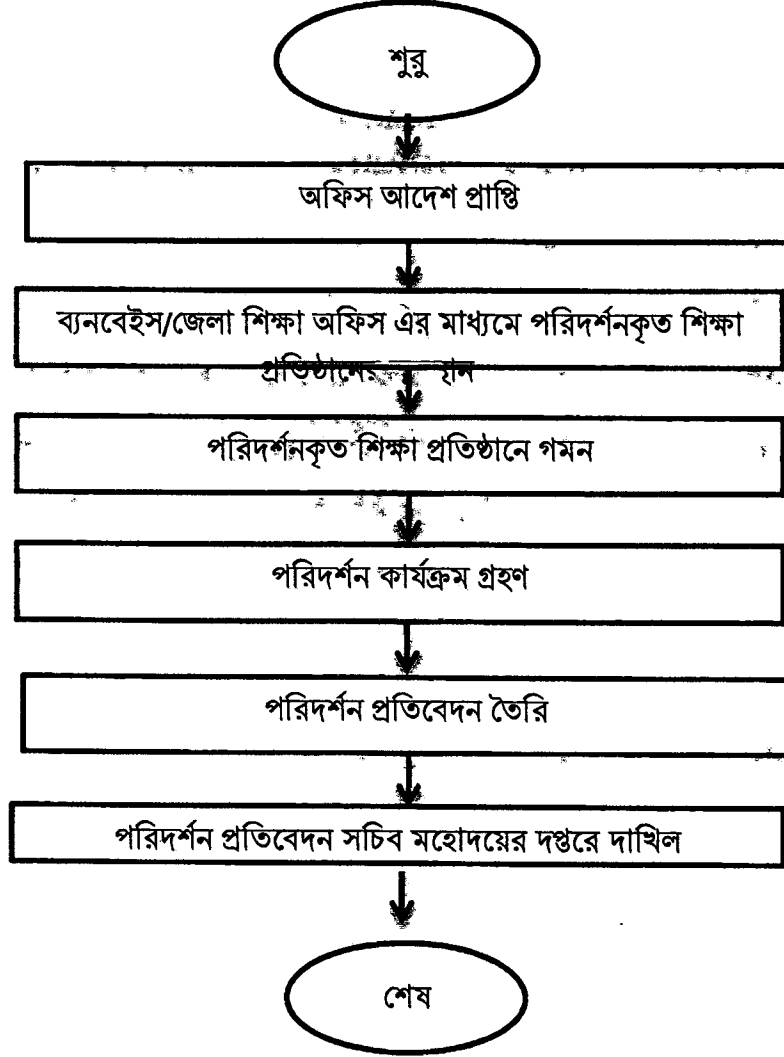 শুরু
অফিস আদেশ প্রাপ্তি
ব্যনবেইস/জেলা শিক্ষা অফিস এর মাধ্যমে পরিদর্শনকৃত শিক্ষা
প্রতিষ্ঠানের
পরিদর্শনকৃত শিক্ষা প্রতিষ্ঠানে গমন
পরিদর্শন কার্যক্রম গ্রহণ
পরিদর্শন প্রতিবেদন তৈরি
পরিদর্শন প্রতিবেদন সচিব মহোদয়ের দপ্তরে দাখিল
শেষ